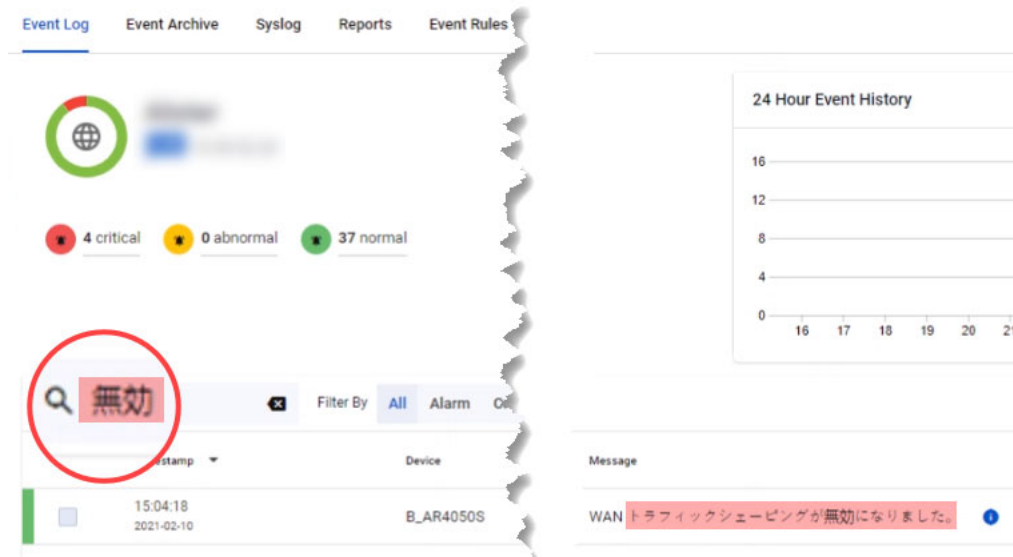 Event Log Event Archive Syslog Reports Event Rules
24 Hour Event History
16
12
8
4
0
16 17 18 19 20
4 critical 0 abnormal 37 normal
無効 Filter By All Alarm
estamp Device Message
15:04:18
2021-02-10
B_AR4050S WAN トラフィックシェーピングが無効になりました。